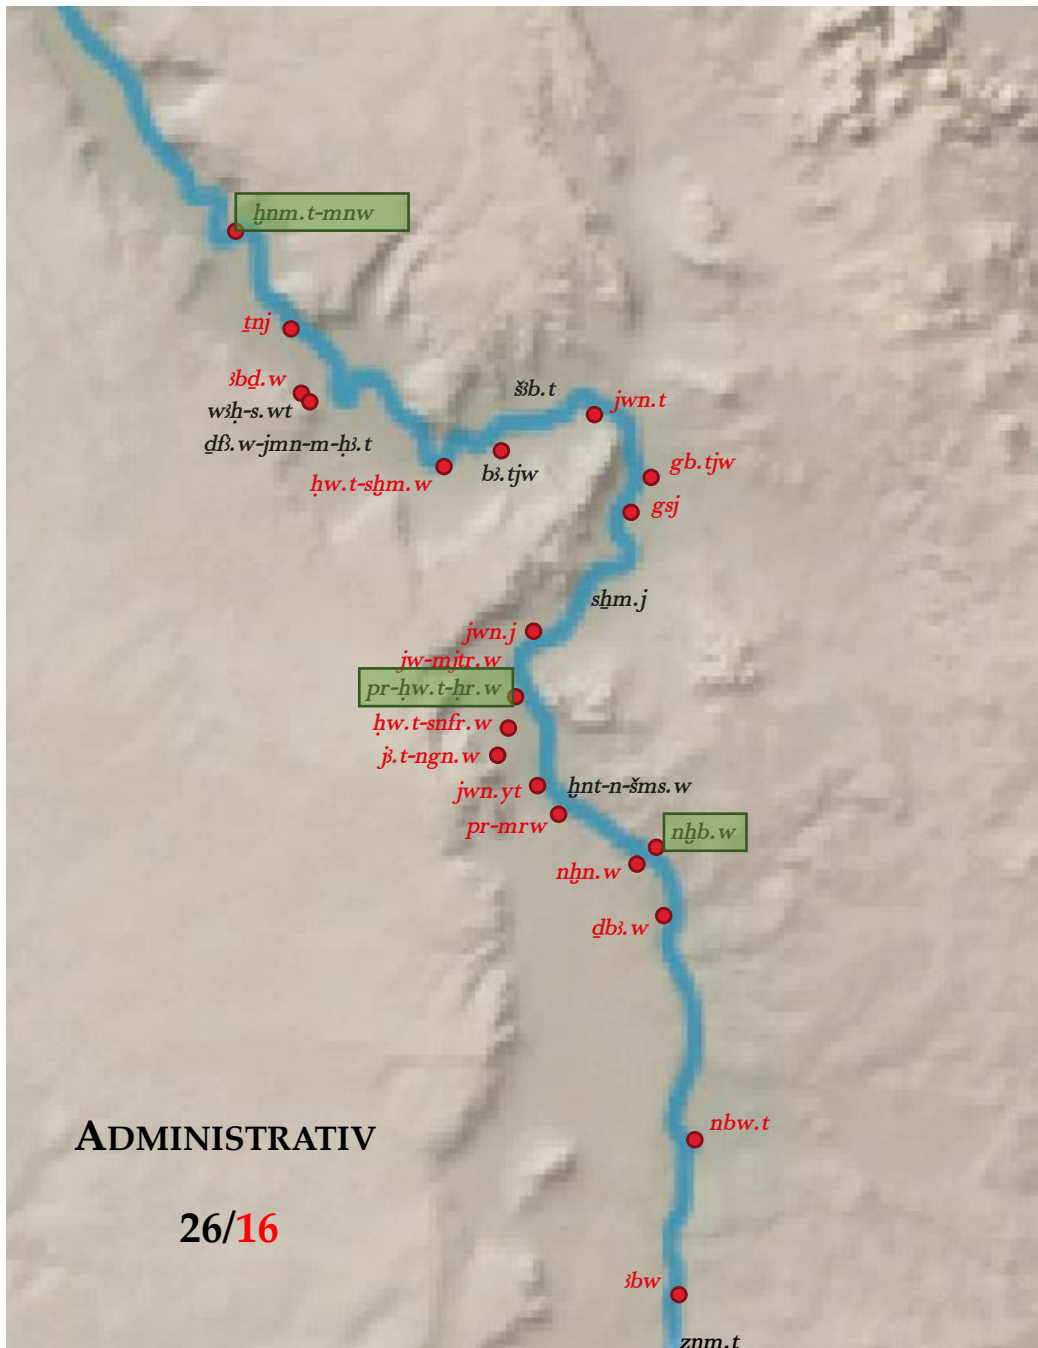 ḫnm.t-mnw
ṯnj
ꜣbḏ.w
wꜣḥ-s.wt
ḏfꜣ.w-jmn-m-ḥꜣ.t
šꜣb.t
jwn.t
ḥw.t-sḫm.w
bꜣ.tjw
gb.tjw
gsj
sḫm.j
jwn.j
jw-mjtr.w
pr-ḥw.t-ḥr.w
ḥw.t-snfr.w
jꜣ.t-ngn.w
jwn.yt
ḫnt-n-šms.w
pr-mrw
nḫb.w
nḫn.w
ḏbꜣ.w
nbw.t
ADMINISTRATIV
26/16
ꜣbw
znm.t